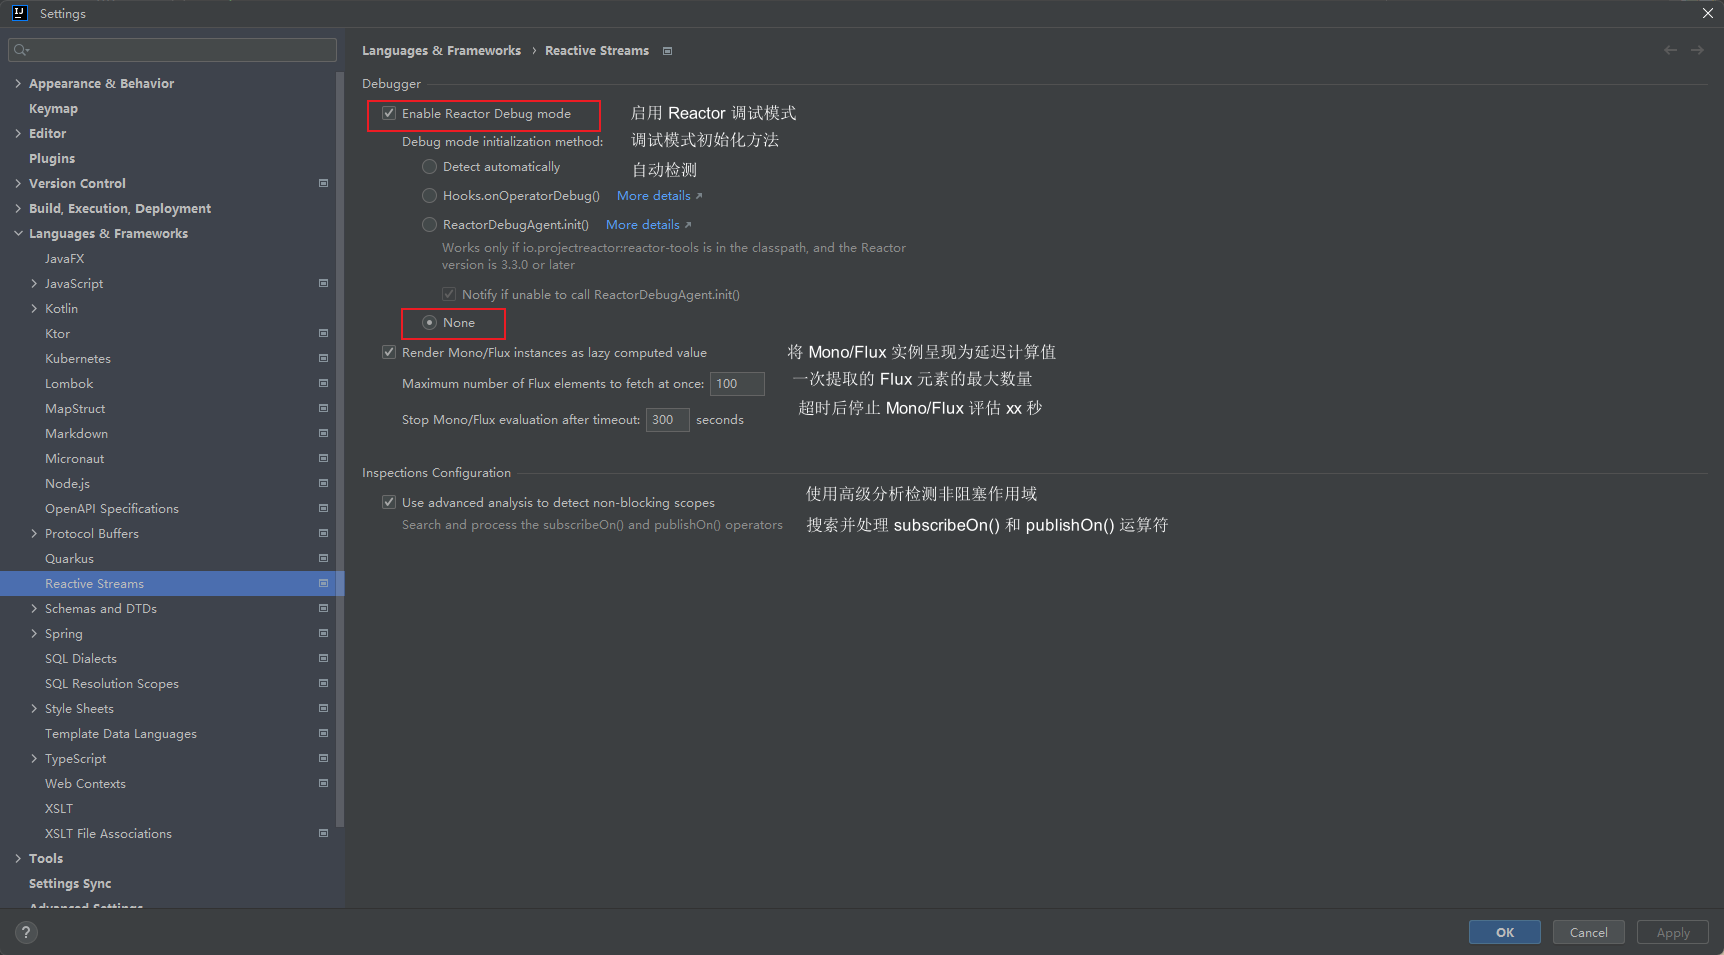 IJ Settings
Appearance & Behavior
Keymap
Editor
Plugins
Version Control
Build, Execution, Deployment
Languages & Frameworks
JavaFX
JavaScript
Kotlin
Ktor
Kubernetes
Lombok
MapStruct
Markdown
Micronaut
Node.js
OpenAPI Specifications
Protocol Buffers
Quarkus
Reactive Streams
Schemas and DTDs
Spring
SQL Dialects
SQL Resolution Scopes
Style Sheets
Template Data Languages
TypeScript
Web Contexts
XSLT
XSLT File Associations
Tools
Settings Sync
Advanced Settings
Languages & Frameworks › Reactive Streams
Debugger
Enable Reactor Debug mode 启用 Reactor 调试模式
Debug mode initialization method: 调试模式初始化方法
Detect automatically 自动检测
Hooks.onOperatorDebug() More details ↗
ReactorDebugAgent.init() More details ↗
Works only if io.projectreactor:reactor-tools is in the classpath, and the Reactor
version is 3.3.0 or later
Notify if unable to call ReactorDebugAgent.init()
None
Render Mono/Flux instances as lazy computed value 将 Mono/Flux 实例呈现为延迟计算值
Maximum number of Flux elements to fetch at once: 100 一次提取的 Flux 元素的最大数量
Stop Mono/Flux evaluation after timeout: 300 seconds 超时后停止 Mono/Flux 评估 xx 秒
Inspections Configuration
Use advanced analysis to detect non-blocking scopes 使用高级分析检测非阻塞作用域
Search and process the subscribeOn() and publishOn() operators 搜索并处理 subscribeOn() 和 publishOn() 运算符
? OK Cancel Apply